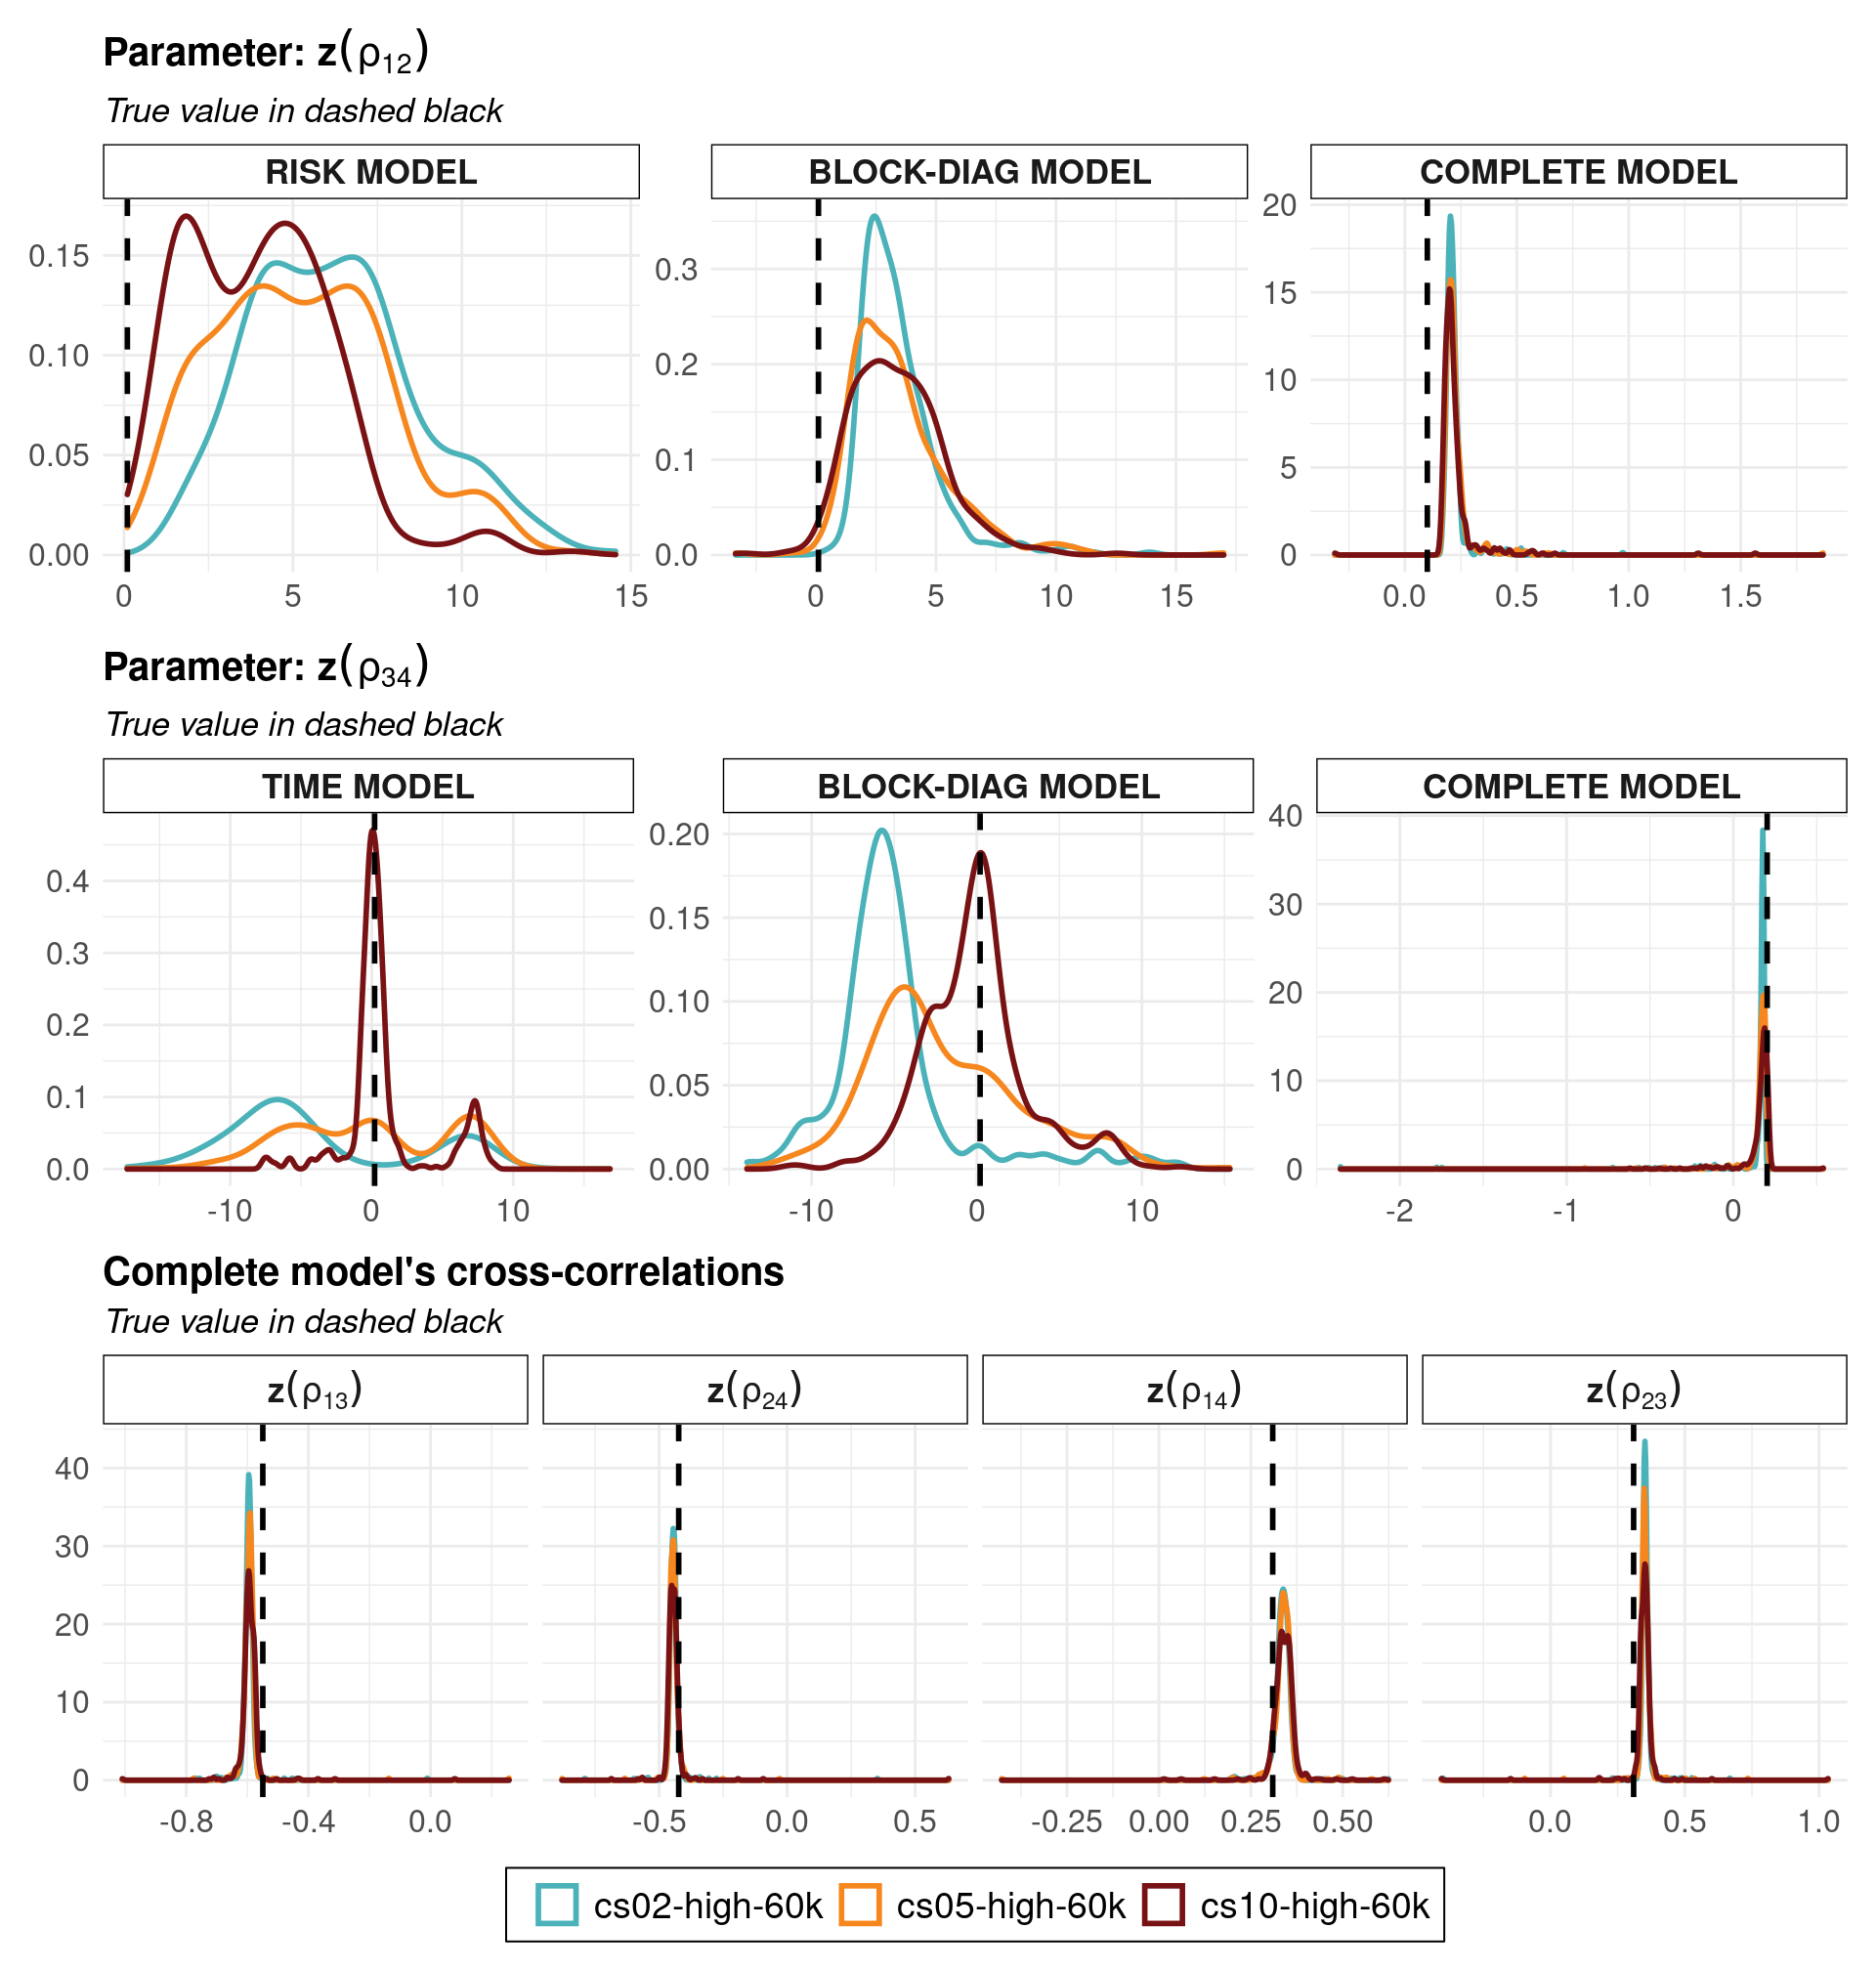 Parameter: z(ρ12)
True value in dashed black
RISK MODEL BLOCK-DIAG MODEL COMPLETE MODEL
0.15
0.10
0.05
0.00
0 5 10 15
0.3
0.2
0.1
0.0
0 5 10 15
20
15
10
5
0
0.0 0.5 1.0 1.5
Parameter: z(ρ34)
True value in dashed black
TIME MODEL BLOCK-DIAG MODEL COMPLETE MODEL
0.4
0.3
0.2
0.1
0.0
-10 0 10
0.20
0.15
0.10
0.05
0.00
-10 0 10
40
30
20
10
0
-2 -1 0
Complete model's cross-correlations
True value in dashed black
z(ρ13) z(ρ24) z(ρ14) z(ρ23)
40
30
20
10
0
-0.8 -0.4 0.0
-0.5 0.0 0.5
-0.25 0.00 0.25 0.50
0.0 0.5 1.0
cs02-high-60k cs05-high-60k cs10-high-60k